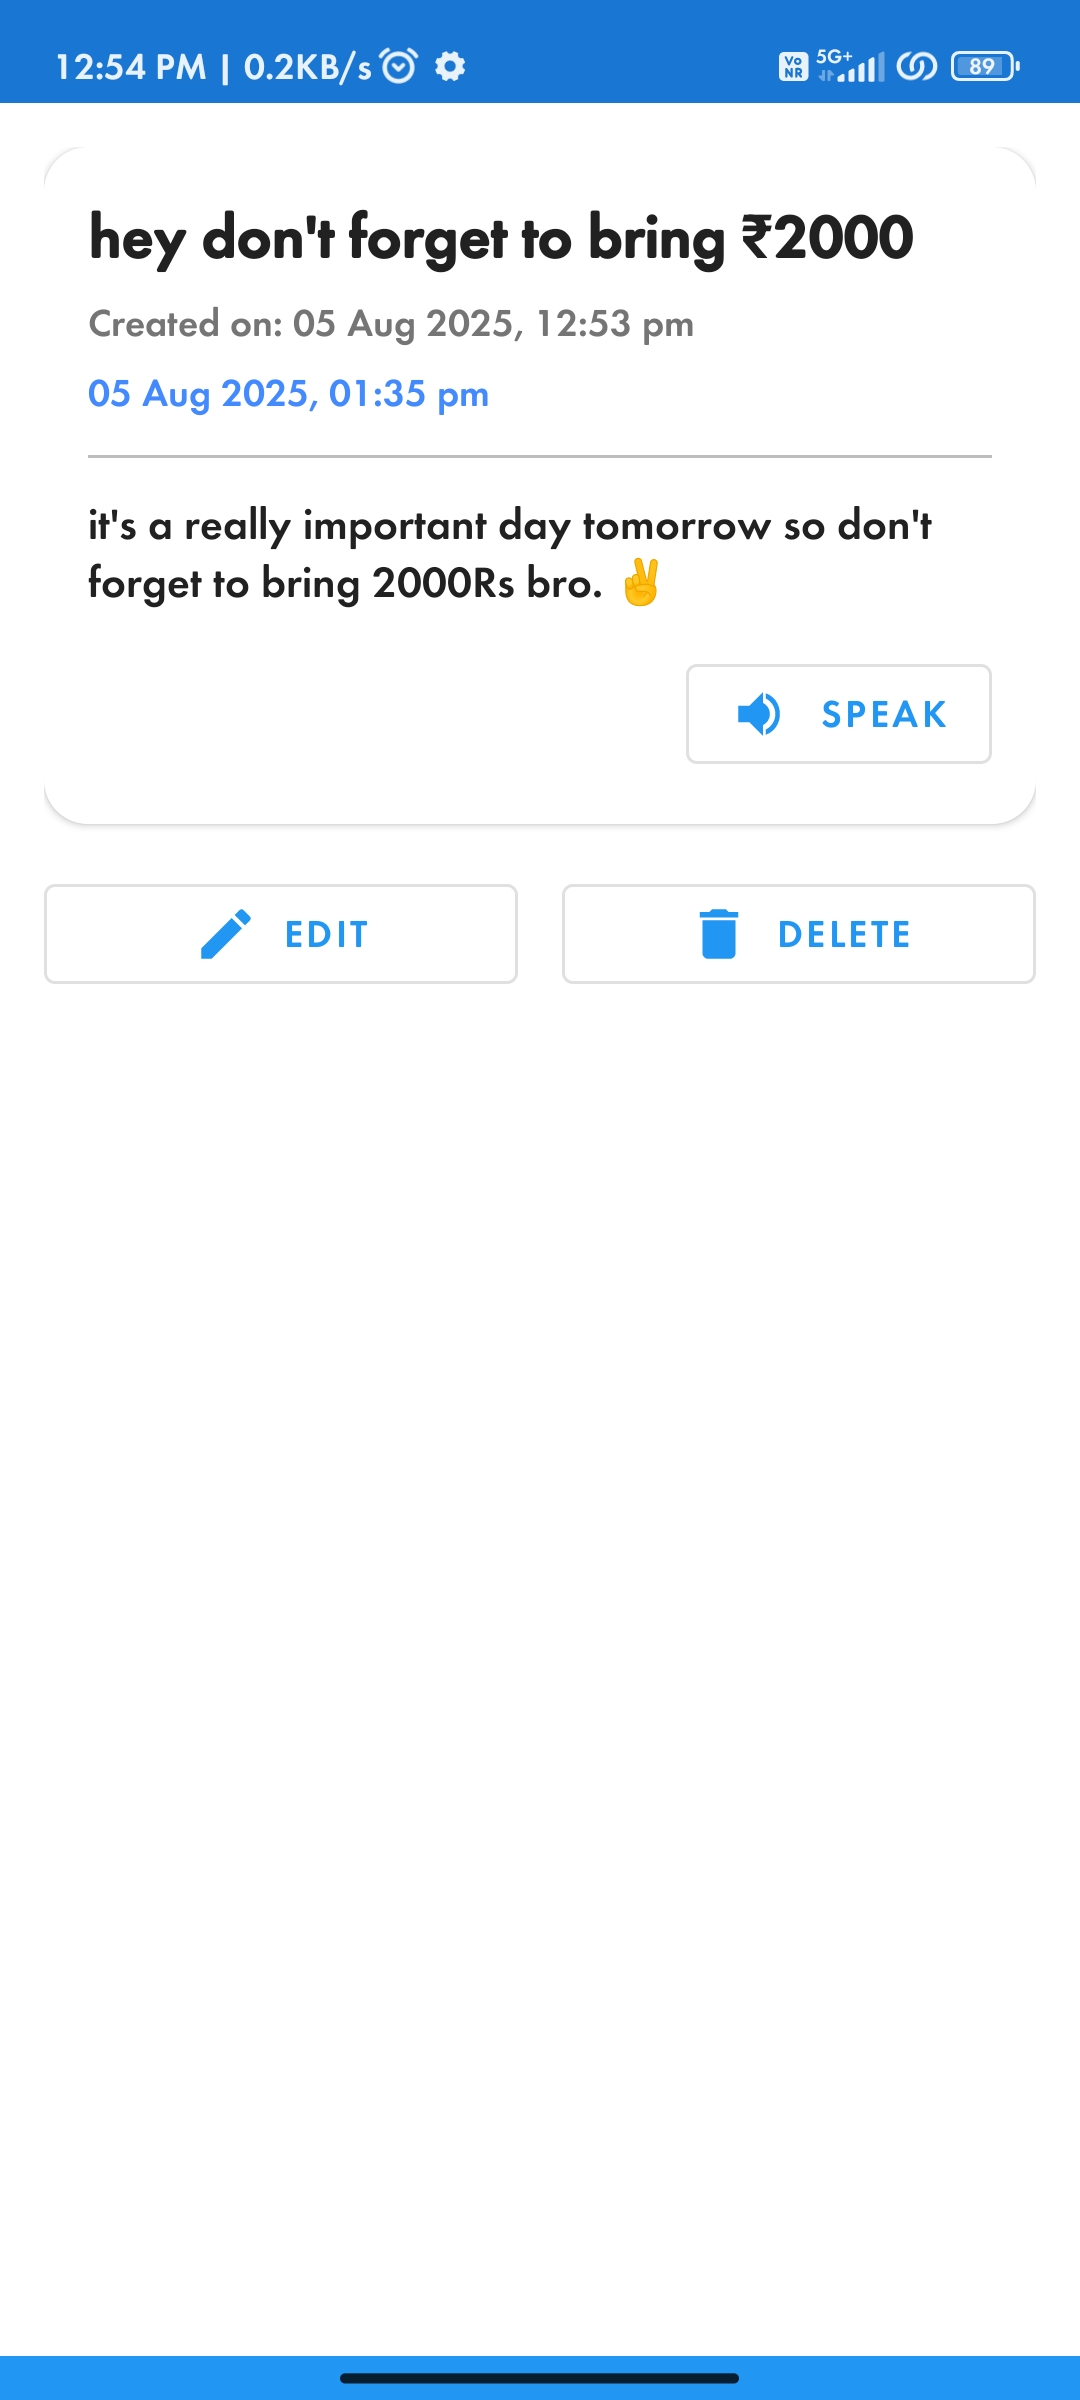 12:54 PM | 0.2KB/s Vo NR 5G+ 89
hey don't forget to bring ₹2000
Created on: 05 Aug 2025, 12:53 pm
05 Aug 2025, 01:35 pm
it's a really important day tomorrow so don't
forget to bring 2000Rs bro. ✌️
SPEAK
EDIT DELETE